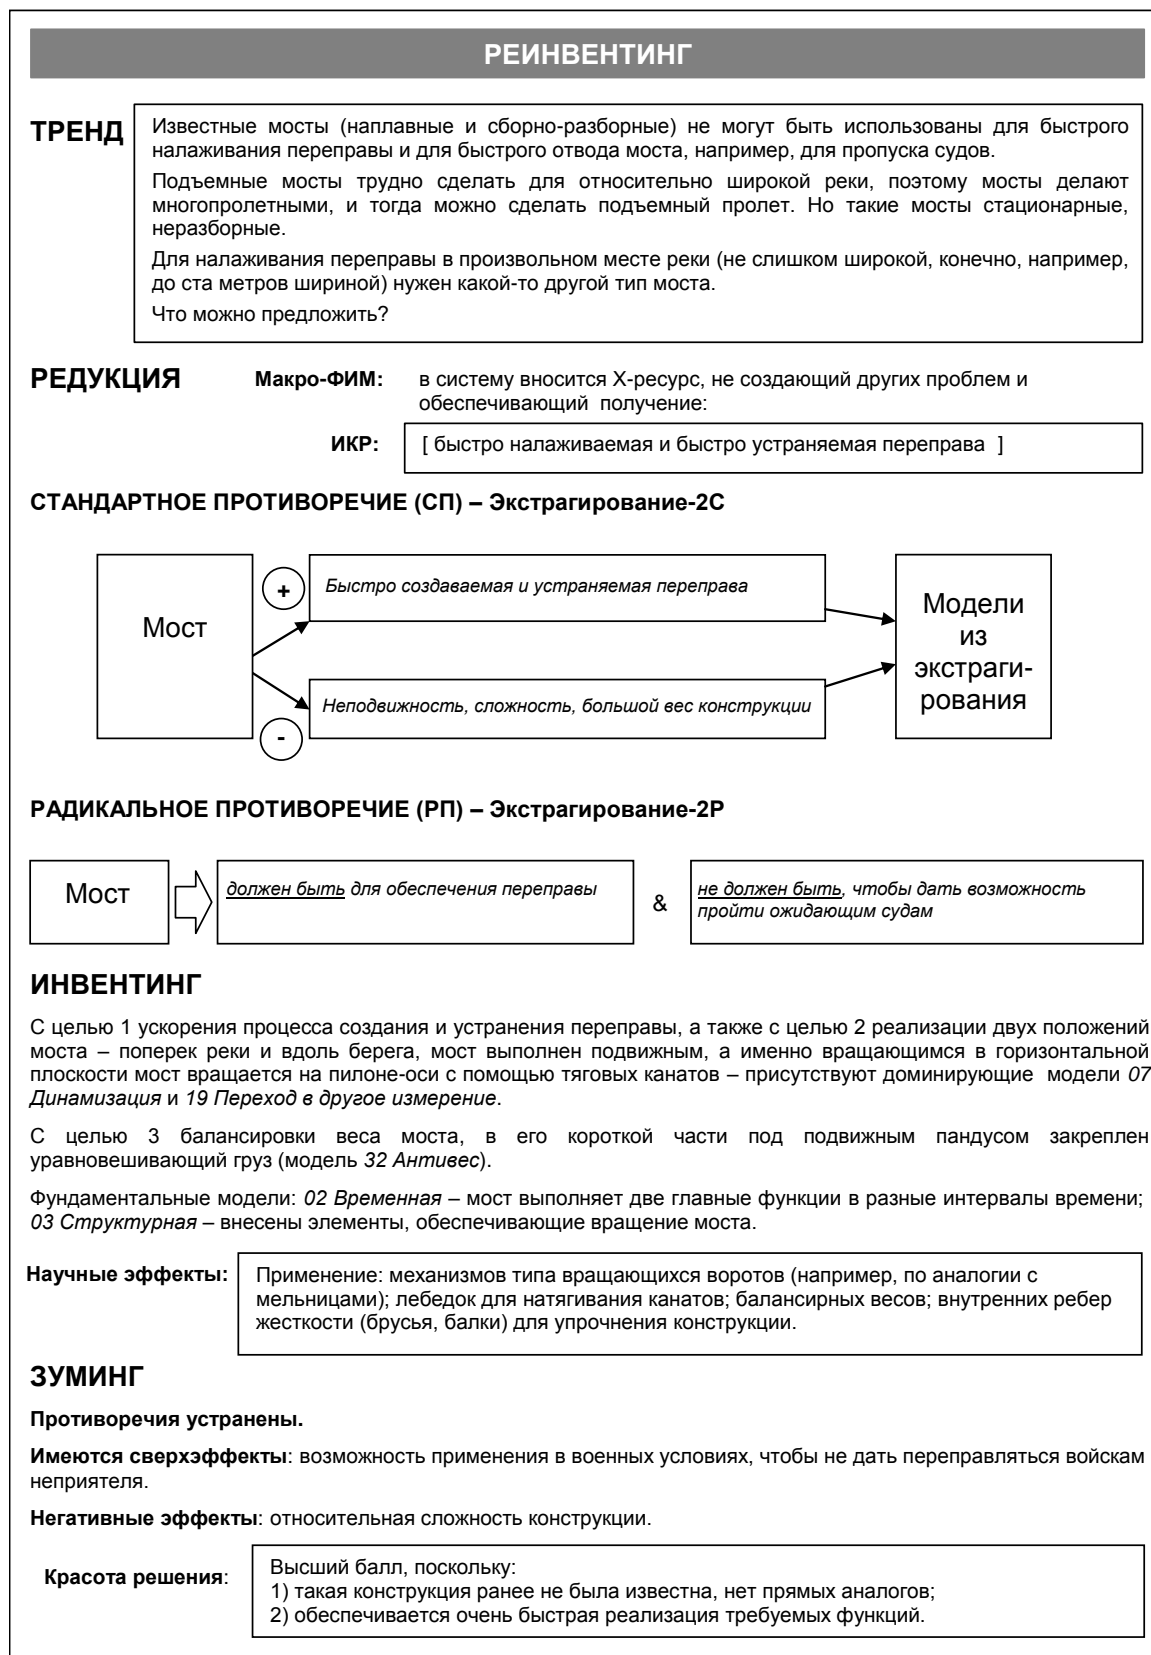 РЕИНВЕНТИНГ
ТРЕНД
Известные мосты (наплавные и сборно-разборные) не могут быть использованы для быстрого
налаживания переправы и для быстрого отвода моста, например, для пропуска судов.
Подъемные мосты трудно сделать для относительно широкой реки, поэтому мосты делают
многопролетными, и тогда можно сделать подъемный пролет. Но такие мосты стационарные,
неразборные.
Для налаживания переправы в произвольном месте реки (не слишком широкой, конечно, например,
до ста метров шириной) нужен какой-то другой тип моста.
Что можно предложить?
РЕДУКЦИЯ
Макро-ФИМ:
в систему вносится Х-ресурс, не создающий других проблем и
обеспечивающий получение:
ИКР:
[ быстро налаживаемая и быстро устраняемая переправа ]
СТАНДАРТНОЕ ПРОТИВОРЕЧИЕ (СП) – Экстрагирование-2С
Мост
+
Быстро создаваемая и устраняемая переправа
-
Неподвижность, сложность, большой вес конструкции
Модели
из
экстраги-
рования
РАДИКАЛЬНОЕ ПРОТИВОРЕЧИЕ (РП) – Экстрагирование-2Р
Мост
должен быть для обеспечения переправы
&
не должен быть, чтобы дать возможность
пройти ожидающим судам
ИНВЕНТИНГ
С целью 1 ускорения процесса создания и устранения переправы, а также с целью 2 реализации двух положений
моста – поперек реки и вдоль берега, мост выполнен подвижным, а именно вращающимся в горизонтальной
плоскости мост вращается на пилоне-оси с помощью тяговых канатов – присутствуют доминирующие модели 07
Динамизация и 19 Переход в другое измерение.
С целью 3 балансировки веса моста, в его короткой части под подвижным пандусом закреплен
уравновешивающий груз (модель 32 Антивес).
Фундаментальные модели: 02 Временная – мост выполняет две главные функции в разные интервалы времени;
03 Структурная – внесены элементы, обеспечивающие вращение моста.
Научные эффекты:
Применение: механизмов типа вращающихся воротов (например, по аналогии с
мельницами); лебедок для натягивания канатов; балансирных весов; внутренних ребер
жесткости (брусья, балки) для упрочнения конструкции.
ЗУМИНГ
Противоречия устранены.
Имеются сверхэффекты: возможность применения в военных условиях, чтобы не дать переправляться войскам
неприятеля.
Негативные эффекты: относительная сложность конструкции.
Красота решения:
Высший балл, поскольку:
1) такая конструкция ранее не была известна, нет прямых аналогов;
2) обеспечивается очень быстрая реализация требуемых функций.